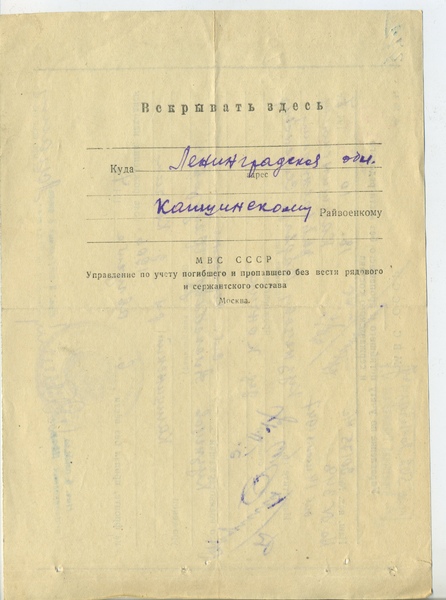 Вскрывать здесь
Куда Ленинградская обл.
адрес
Капшинскому Райвоенкому
МВС СССР
Управление по учету погибшего и пропавшего без вести рядового
и сержантского состава
Москва.